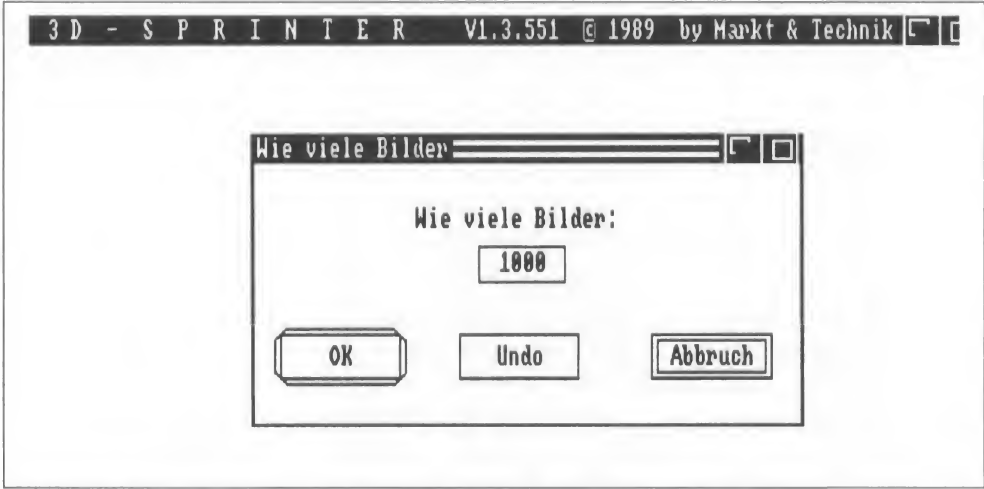 3 D - S P R I N T E R V1.3.551 © 1989 by Markt & Technik
Wie viele Bilder
Wie viele Bilder:
1000
OK Undo Abbruch